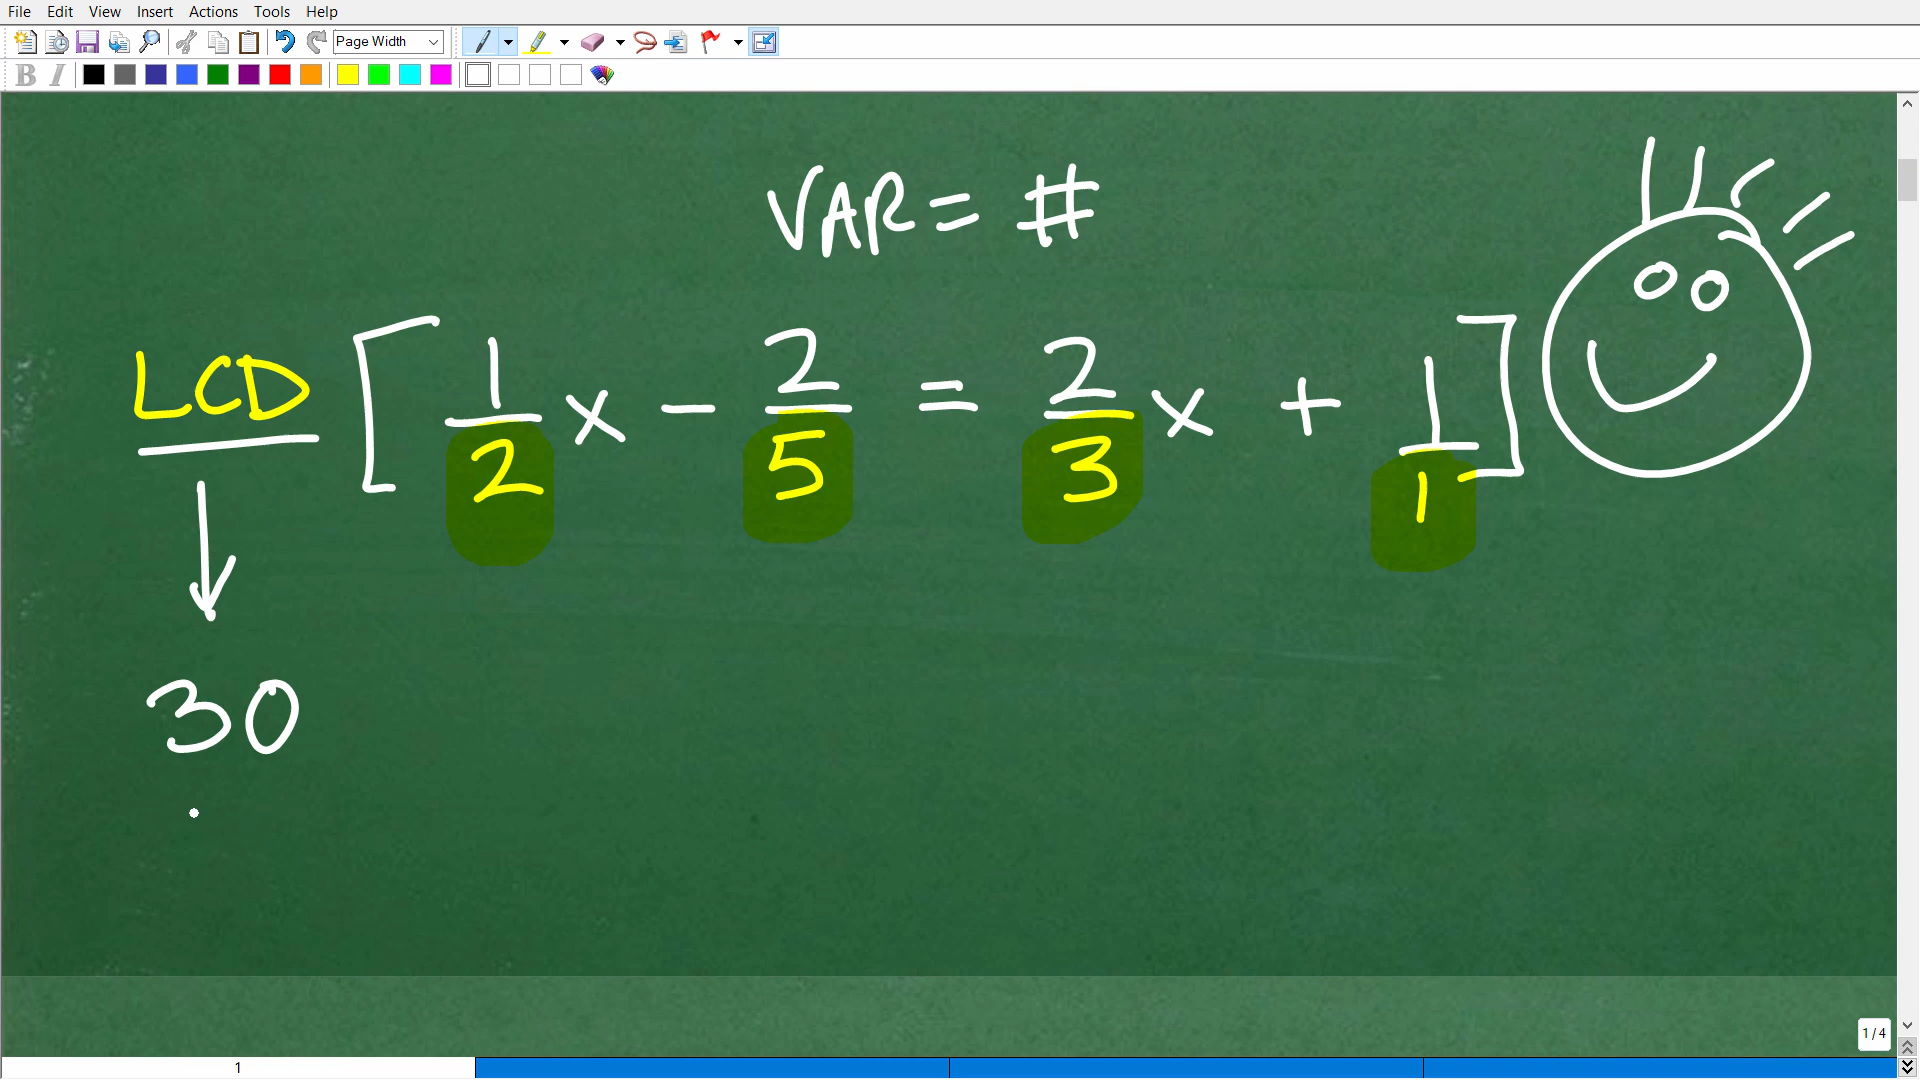 File Edit View Insert Actions Tools Help
Page Width
B I
VAR = #
LCD [ 1/2 x - 2/5 = 2/3 x + 1/1 ]
30
1 / 4
1